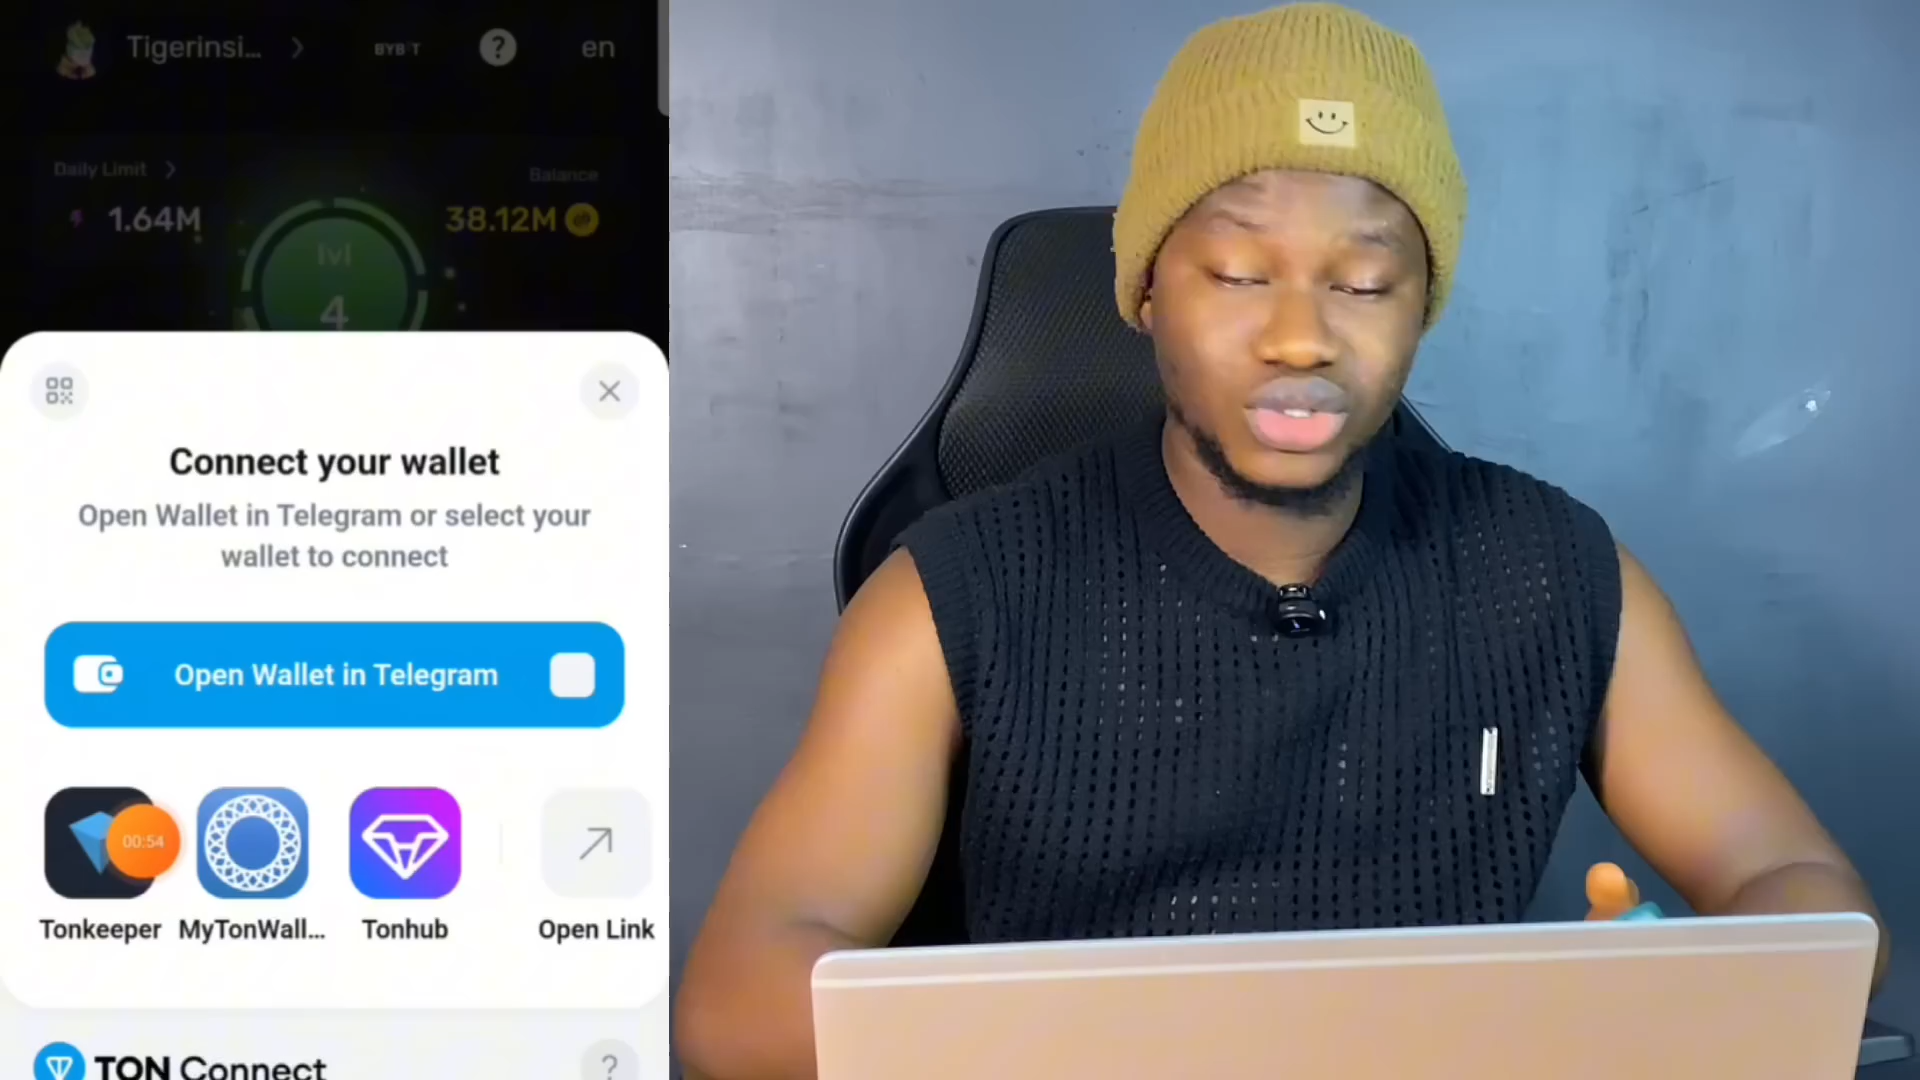 Tigerinsi...
BYBIT
?
en
Daily Limit
Balance
1.64M
38.12M
lvl
4
Connect your wallet
Open Wallet in Telegram or select your
wallet to connect
Open Wallet in Telegram
00:54
Tonkeeper
MyTonWall...
Tonhub
Open Link
TON Connect
?